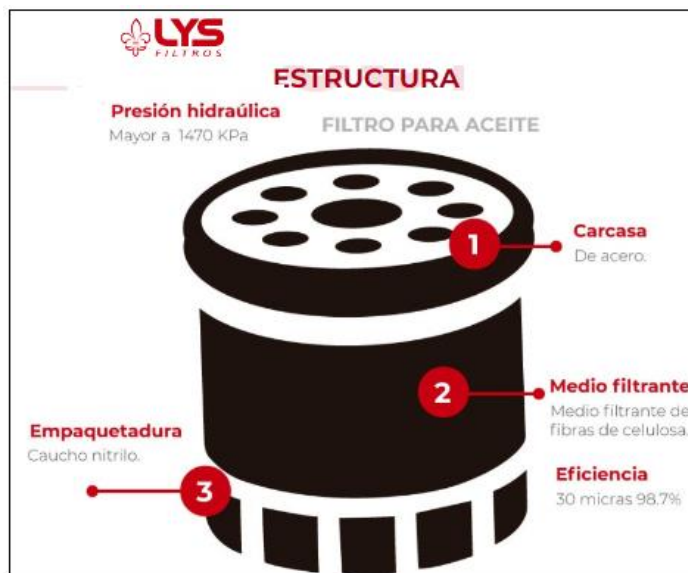 LYS
FILTROS
ESTRUCTURA
Presión hidraúlica
Mayor a 1470 KPa
FILTRO PARA ACEITE
1
Carcasa
De acero.
2
Medio filtrante
Medio filtrante de
fibras de celulosa.
Empaquetadura
Caucho nitrilo.
3
Eficiencia
30 micras 98.7%